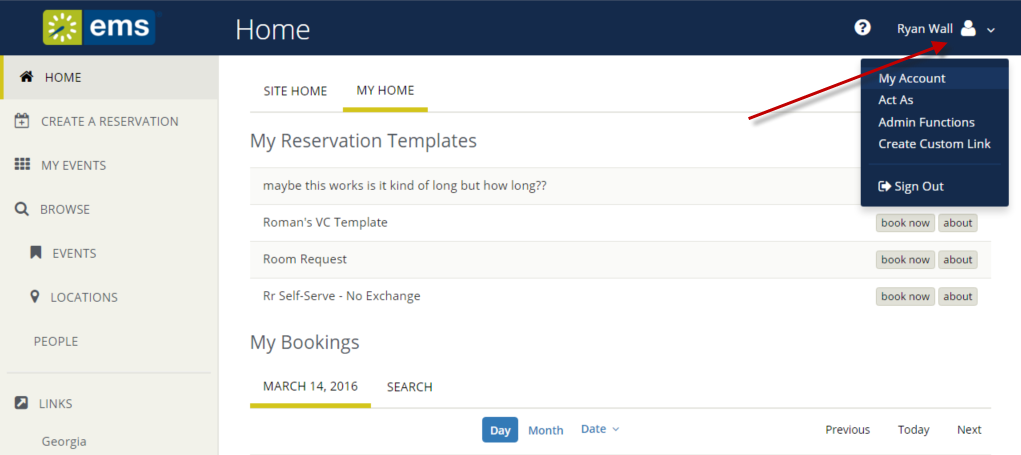 ems
Home
Ryan Wall
My Account
Act As
Admin Functions
Create Custom Link
Sign Out
HOME
CREATE A RESERVATION
MY EVENTS
BROWSE
EVENTS
LOCATIONS
PEOPLE
LINKS
Georgia
SITE HOME MY HOME
My Reservation Templates
maybe this works is it kind of long but how long??
Roman's VC Template book now about
Room Request book now about
Rr Self-Serve - No Exchange book now about
My Bookings
MARCH 14, 2016 SEARCH
Day Month Date Previous Today Next